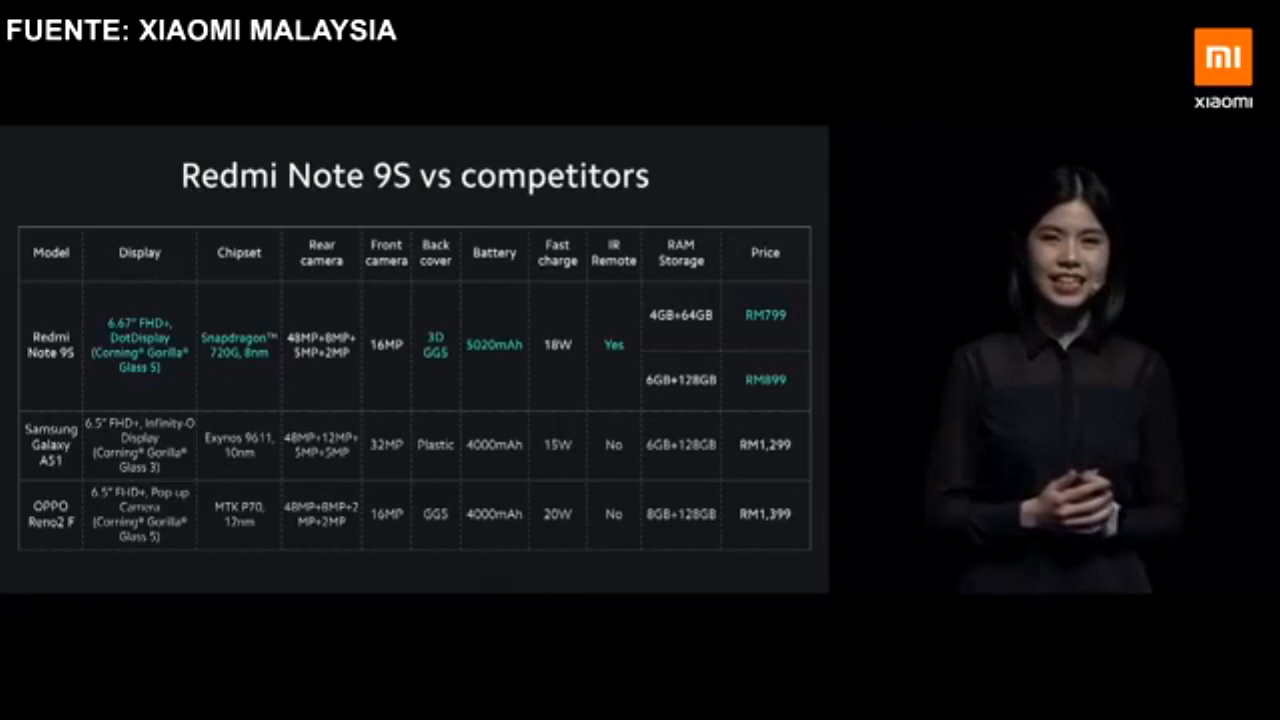 FUENTE: XIAOMI MALAYSIA
mi
xiaomi
Redmi Note 9S vs competitors
Model Display Chipset Rear camera Front camera Back cover Battery Fast charge IR Remote RAM Storage Price
Redmi Note 9S 6.67" FHD+, DotDisplay (Corning® Gorilla® Glass 5) Snapdragon™ 720G, 8nm 48MP+8MP+5MP+2MP 16MP 3D GG5 5020mAh 18W Yes 4GB+64GB RM799
6GB+128GB RM899
Samsung Galaxy A51 6.5" FHD+, Infinity-O Display (Corning® Gorilla® Glass 3) Exynos 9611, 10nm 48MP+12MP+5MP+5MP 32MP Plastic 4000mAh 15W No 6GB+128GB RM1,299
OPPO Reno2 F 6.5" FHD+, Pop up Camera (Corning® Gorilla® Glass 5) MTK P70, 12nm 48MP+8MP+2MP+2MP 16MP GG5 4000mAh 20W No 8GB+128GB RM1,399